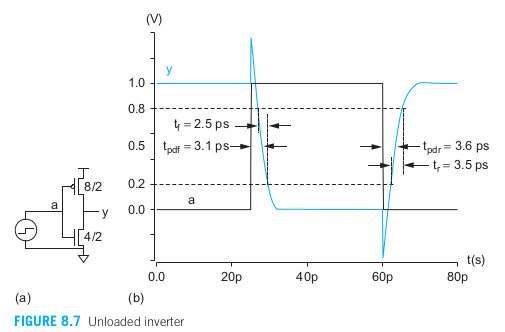 (V)
y
1.0
0.8
t_f = 2.5 ps
t_pdf = 3.1 ps
0.5
t_pdr = 3.6 ps
t_r = 3.5 ps
0.2
a
0.0
8/2
a
y
4/2
t(s)
0.0 20p 40p 60p 80p
(a) (b)
FIGURE 8.7 Unloaded inverter